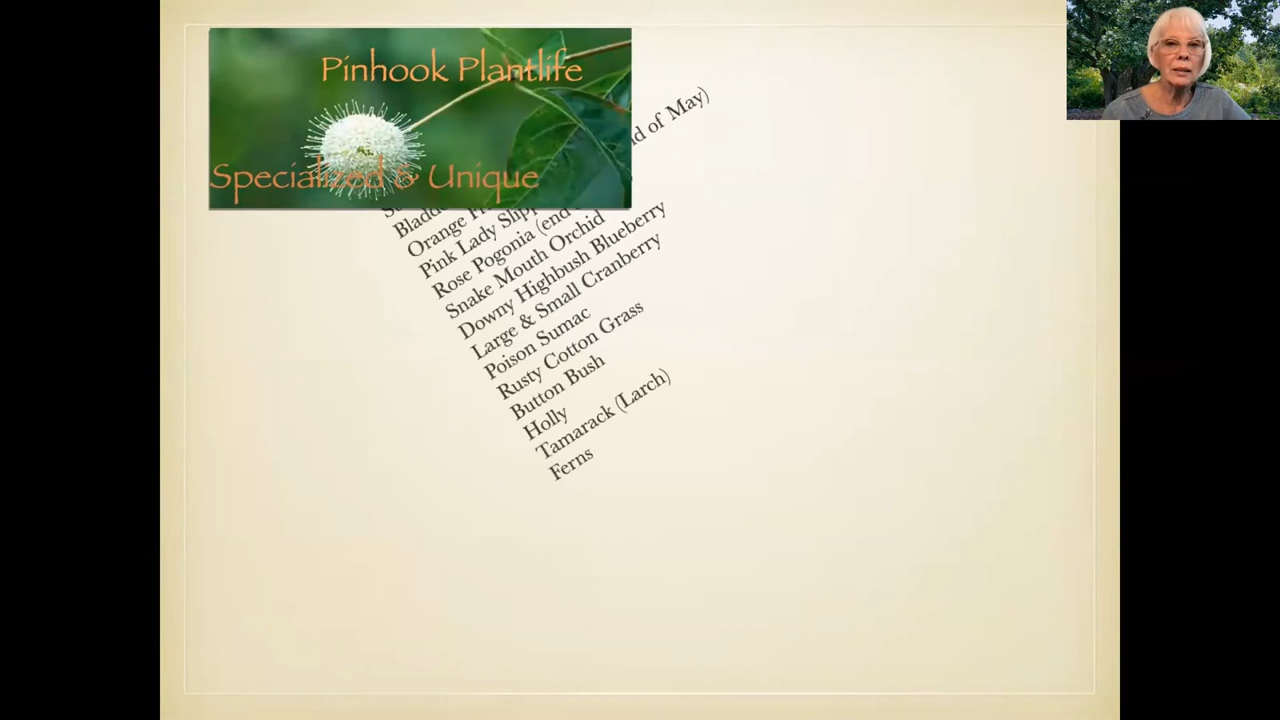 Pinhook Plantlife
Specialized & Unique
of May)
Orange
Pink Lady
Rose Pogonia (end
Snake Mouth Orchid
Downy Highbush Blueberry
Large & Small Cranberry
Poison Sumac
Rusty Cotton Grass
Button Bush
Holly
Tamarack (Larch)
Ferns